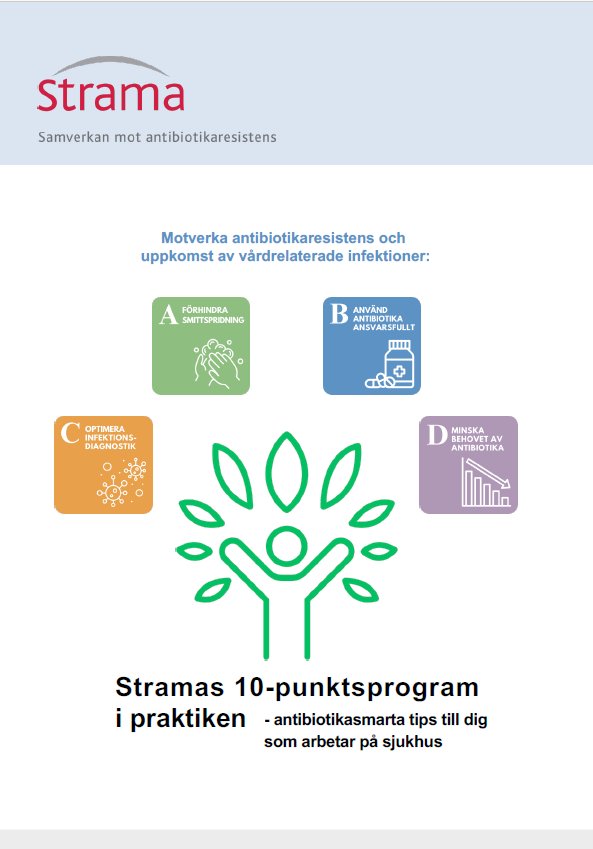 strama
Samverkan mot antibiotikaresistens
Motverka antibiotikaresistens och
uppkomst av vårdrelaterade infektioner:
A FÖRHINDRA
SMITTSPRIDNING
B ANVÄND
ANTIBIOTIKA
ANSVARSFULLT
C OPTIMERA
INFEKTIONS-
DIAGNOSTIK
D MINSKA
BEHOVET AV
ANTIBIOTIKA
Stramas 10-punktsprogram
i praktiken - antibiotikasmarta tips till dig
som arbetar på sjukhus